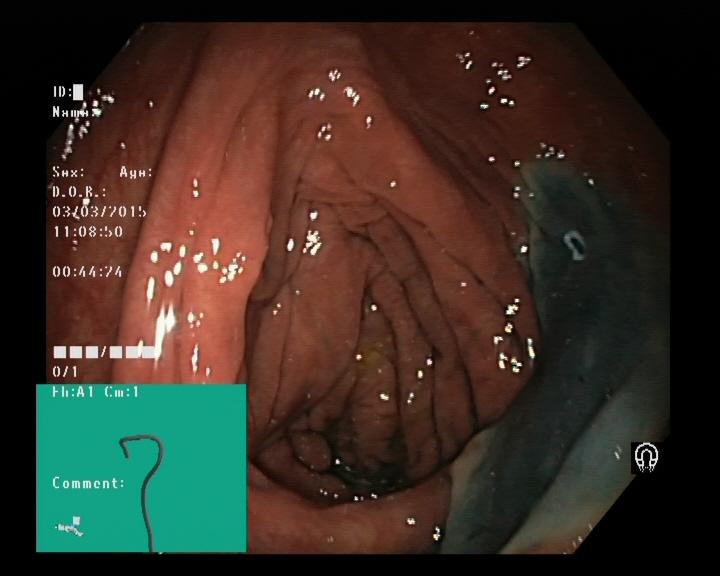 ID:
Name:
Sex: Age:
D.O.B.:
03/03/2015
11:08:50
00:44:24
0/1
Eh:A1 Cm:1
Comment: